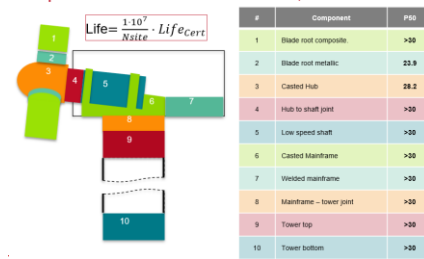 Life= 1·10⁷ / Nsite · Life_Cert
1
2
3
4
5
6
7
8
9
10
# Component P50
1 Blade root composite. >30
2 Blade root metallic 23.9
3 Casted Hub 28.2
4 Hub to shaft joint >30
5 Low speed shaft >30
6 Casted Mainframe >30
7 Welded mainframe >30
8 Mainframe – tower joint >30
9 Tower top >30
10 Tower bottom >30